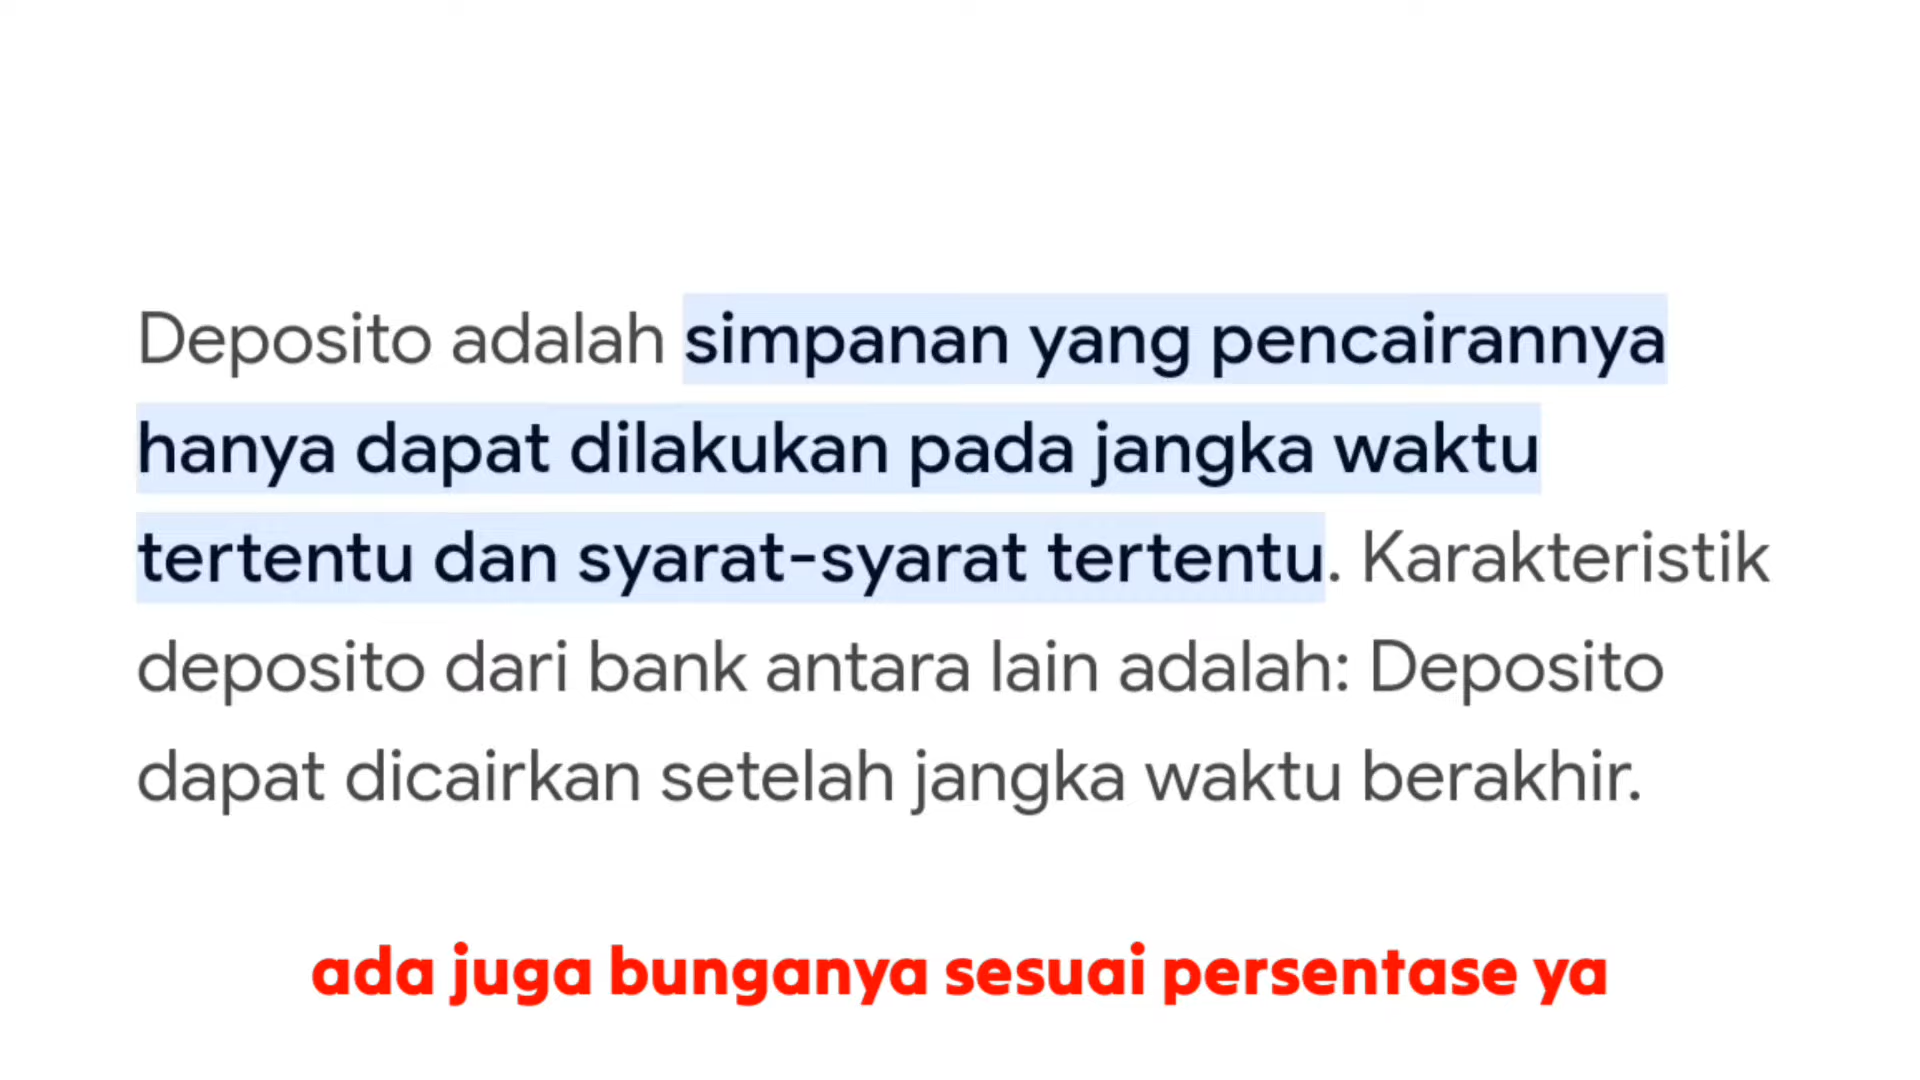 Deposito adalah simpanan yang pencairannya
hanya dapat dilakukan pada jangka waktu
tertentu dan syarat-syarat tertentu. Karakteristik
deposito dari bank antara lain adalah: Deposito
dapat dicairkan setelah jangka waktu berakhir.
ada juga bunganya sesuai persentase ya